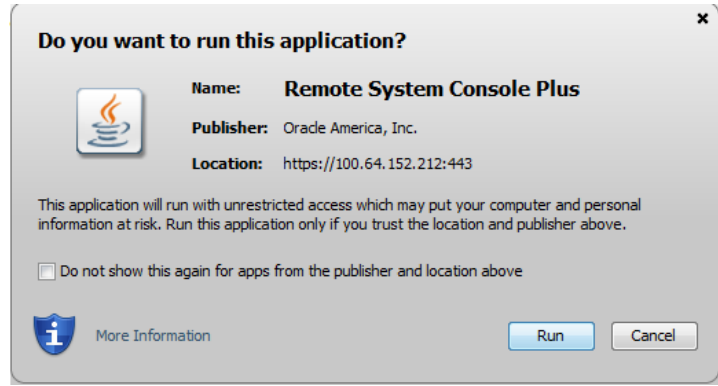 Do you want to run this application?
Name: Remote System Console Plus
Publisher: Oracle America, Inc.
Location: https://100.64.152.212:443
This application will run with unrestricted access which may put your computer and personal
information at risk. Run this application only if you trust the location and publisher above.
Do not show this again for apps from the publisher and location above
More Information
Run
Cancel